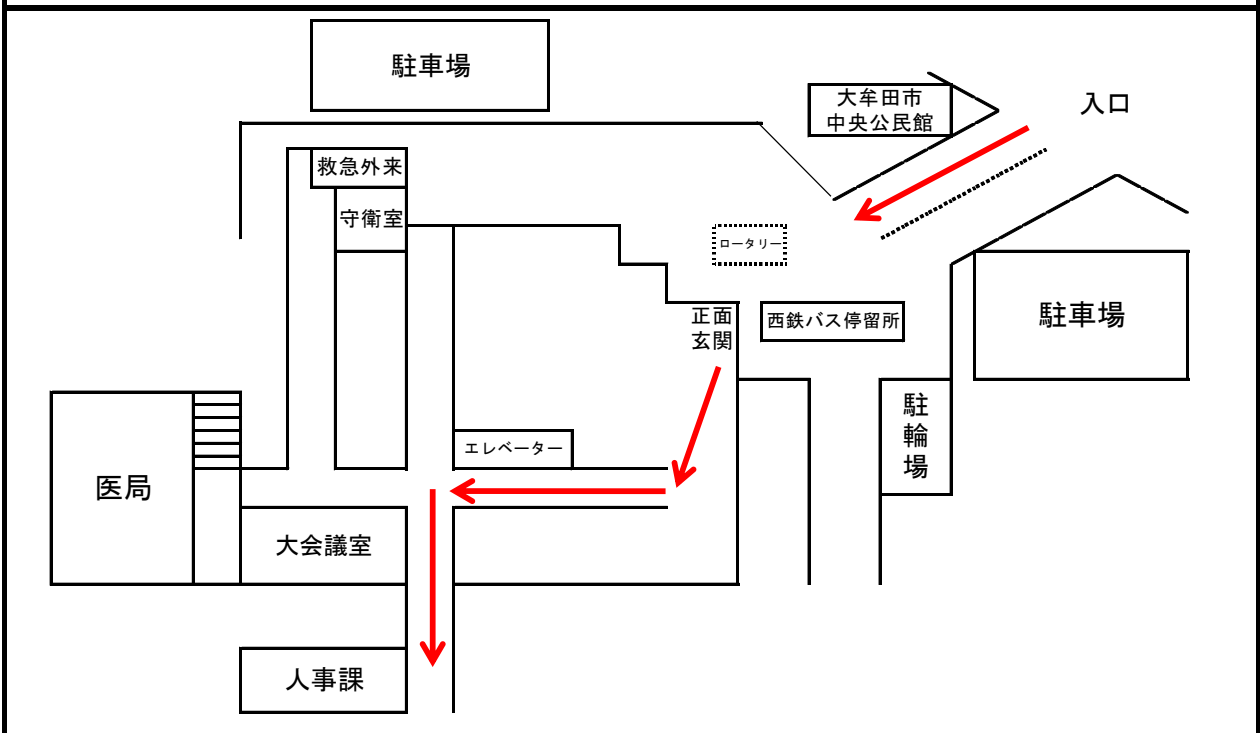 駐車場
大牟田市
中央公民館
入口
救急外来
守衛室
ロータリー
正面
玄関
西鉄バス停留所
駐車場
駐輪場
エレベーター
医局
大会議室
人事課